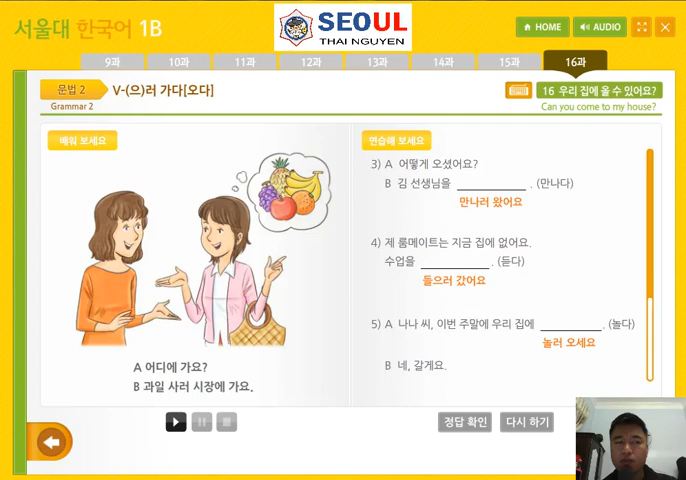 서울대 한국어 1B
SEOUL
THAI NGUYEN
HOME
AUDIO
9과 10과 11과 12과 13과 14과 15과 16과
문법 2
Grammar 2
V-(으)러 가다[오다]
16 우리 집에 올 수 있어요?
Can you come to my house?
배워 보세요
A 어디에 가요?
B 과일 사러 시장에 가요.
연습해 보세요
3) A 어떻게 오셨어요?
B 김 선생님을 __________ . (만나다)
만나러 왔어요
4) 제 룸메이트는 지금 집에 없어요.
수업을 __________ . (듣다)
들으러 갔어요
5) A 나나 씨, 이번 주말에 우리 집에 __________ . (놀다)
놀러 오세요
B 네, 갈게요.
정답 확인
다시 하기